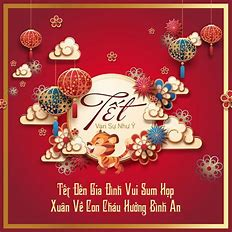 Tết
Vạn Sự Như Ý
Tết Đến Gia Đình Vui Sum Họp
Xuân Về Con Cháu Hưởng Bình An